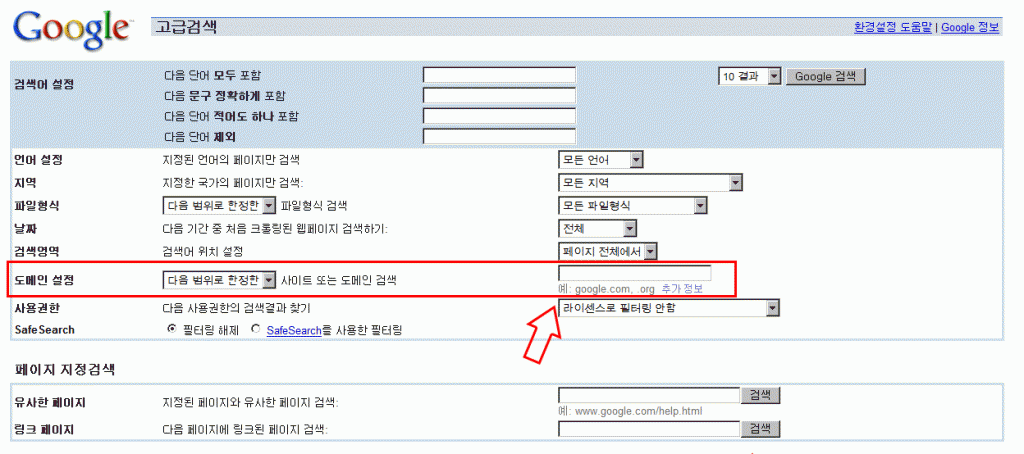 Google 고급검색 환경설정 도움말 | Google 정보
검색어 설정 다음 단어 모두 포함 10 결과 Google 검색
다음 문구 정확하게 포함
다음 단어 적어도 하나 포함
다음 단어 제외
언어 설정 지정된 언어의 페이지만 검색 모든 언어
지역 지정한 국가의 페이지만 검색: 모든 지역
파일형식 다음 범위로 한정한 파일형식 검색 모든 파일형식
날짜 다음 기간 중 처음 크롤링된 웹페이지 검색하기: 전체
검색영역 검색어 위치 설정 페이지 전체에서
도메인 설정 다음 범위로 한정한 사이트 또는 도메인 검색
예: google.com, .org 추가 정보
사용권한 다음 사용권한의 검색결과 찾기 라이센스로 필터링 안함
SafeSearch 필터링 해제 SafeSearch를 사용한 필터링
페이지 지정검색
유사한 페이지 지정된 페이지와 유사한 페이지 검색: 검색
예: www.google.com/help.html
링크 페이지 다음 페이지에 링크된 페이지 검색: 검색